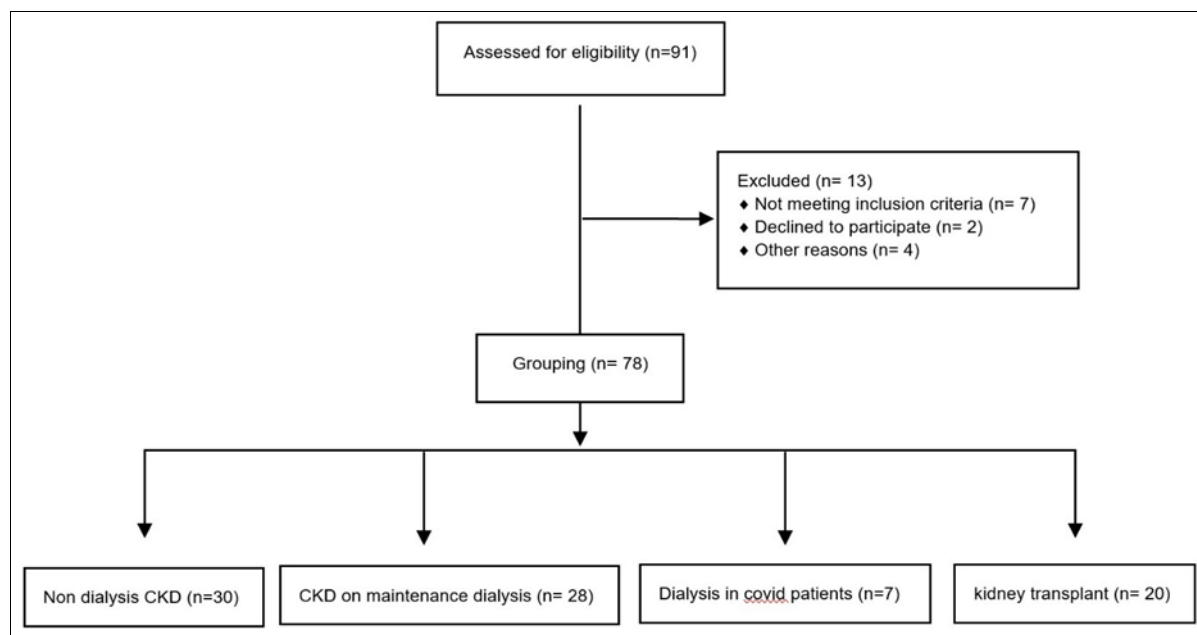 Assessed for eligibility (n=91)
Excluded (n= 13)
♦ Not meeting inclusion criteria (n= 7)
♦ Declined to participate (n= 2)
♦ Other reasons (n= 4)
Grouping (n= 78)
Non dialysis CKD (n=30)
CKD on maintenance dialysis (n= 28)
Dialysis in covid patients (n=7)
kidney transplant (n= 20)